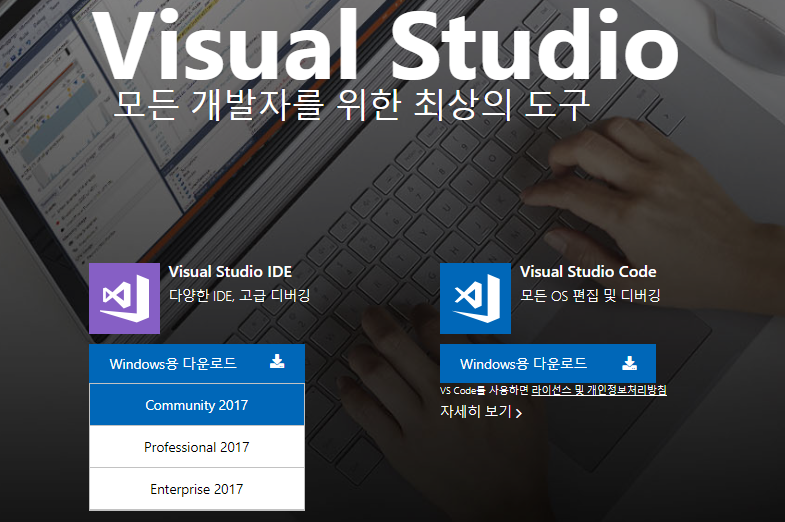 Visual Studio
모든 개발자를 위한 최상의 도구
Visual Studio IDE
다양한 IDE, 고급 디버깅
Windows용 다운로드
Community 2017
Professional 2017
Enterprise 2017
Visual Studio Code
모든 OS 편집 및 디버깅
Windows용 다운로드
VS Code를 사용하면 라이선스 및 개인정보처리방침
자세히 보기